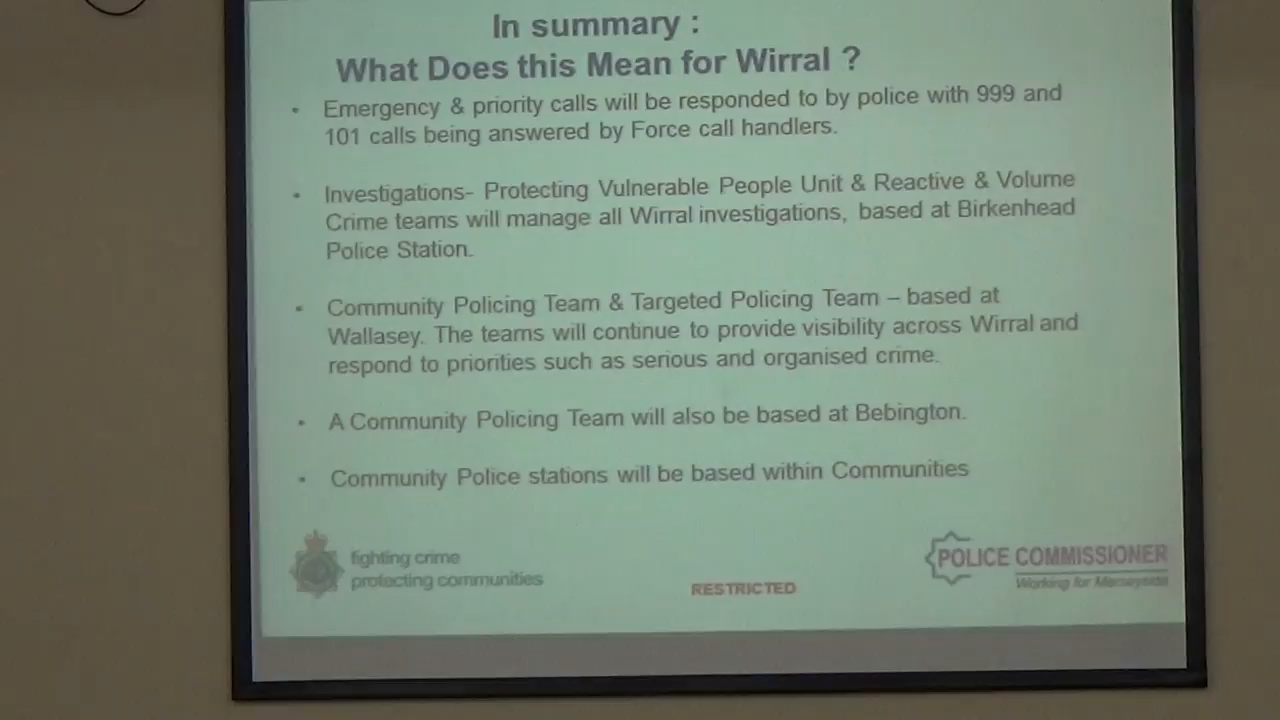 In summary :
What Does this Mean for Wirral ?
• Emergency & priority calls will be responded to by police with 999 and
101 calls being answered by Force call handlers.
• Investigations- Protecting Vulnerable People Unit & Reactive & Volume
Crime teams will manage all Wirral investigations, based at Birkenhead
Police Station.
• Community Policing Team & Targeted Policing Team – based at
Wallasey. The teams will continue to provide visibility across Wirral and
respond to priorities such as serious and organised crime.
• A Community Policing Team will also be based at Bebington.
• Community Police stations will be based within Communities
fighting crime
protecting communities
RESTRICTED
POLICE COMMISSIONER
Working for Merseyside